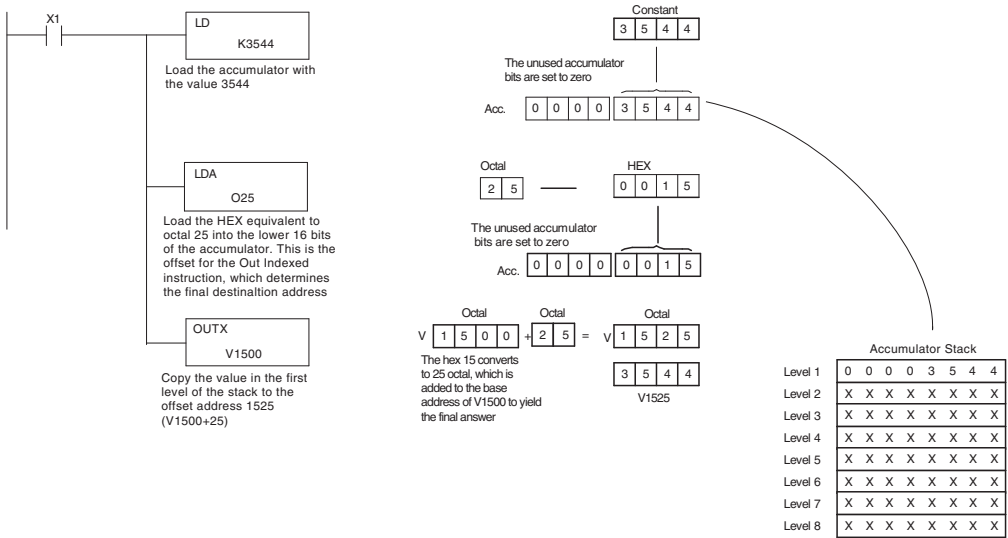 X1
LD
K3544
Load the accumulator with
the value 3544
LDA
O25
Load the HEX equivalent to
octal 25 into the lower 16 bits
of the accumulator. This is the
offset for the Out Indexed
instruction, which determines
the final destinaltion address
OUTX
V1500
Copy the value in the first
level of the stack to the
offset address 1525
(V1500+25)
Constant
3 5 4 4
The unused accumulator
bits are set to zero
Acc. 0 0 0 0 3 5 4 4
Octal HEX
2 5 0 0 1 5
The unused accumulator
bits are set to zero
Acc. 0 0 0 0 0 0 1 5
Octal Octal Octal
V 1 5 0 0 + 2 5 = V 1 5 2 5
The hex 15 converts
to 25 octal, which is
added to the base
address of V1500 to yield
the final answer
3 5 4 4
V1525
Accumulator Stack
Level 1 0 0 0 0 3 5 4 4
Level 2 X X X X X X X X
Level 3 X X X X X X X X
Level 4 X X X X X X X X
Level 5 X X X X X X X X
Level 6 X X X X X X X X
Level 7 X X X X X X X X
Level 8 X X X X X X X X